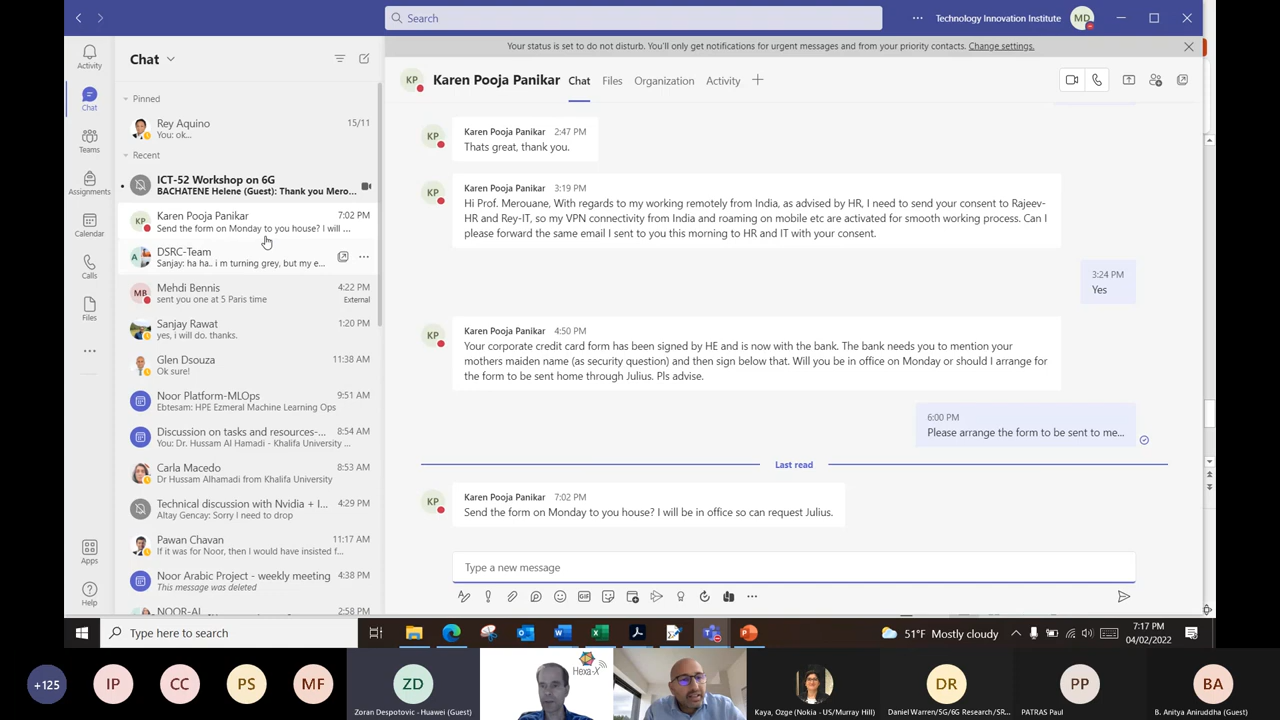 Search
Technology Innovation Institute
MD
Your status is set to do not disturb. You'll only get notifications for urgent messages and from your priority contacts. Change settings.
Activity
Chat
Teams
Assignments
Calendar
Calls
Files
Apps
Help
Chat
Pinned
Rey Aquino 15/11
You: ok...
Recent
ICT-52 Workshop on 6G
BACHATENE Helene (Guest): Thank you Mero...
KP
Karen Pooja Panikar 7:02 PM
Send the form on Monday to you house? I will ...
A
DSRC-Team
Sanjay: ha ha.. i m turning grey, but my e...
MB
Mehdi Bennis 4:22 PM
sent you one at 5 Paris time External
Sanjay Rawat 1:20 PM
yes, i will do. thanks.
Glen Dsouza 11:38 AM
Ok sure!
Noor Platform-MLOps 9:51 AM
Ebtesam: HPE Ezmeral Machine Learning Ops
Discussion on tasks and resources-... 8:54 AM
You: Dr. Hussam Al Hamadi - Khalifa University ...
Carla Macedo 8:53 AM
Dr Hussam Alhamadi from Khalifa University
Technical discussion with Nvidia + I... 4:29 PM
Altay Gencay: Sorry I need to drop
Pawan Chavan 11:17 AM
If it was for Noor, then I would have insisted f...
Noor Arabic Project - weekly meeting 4:38 PM
This message was deleted
NOOR-AI 2:58 PM
KP
Karen Pooja Panikar Chat Files Organization Activity
KP
Karen Pooja Panikar 2:47 PM
Thats great, thank you.
KP
Karen Pooja Panikar 3:19 PM
Hi Prof. Merouane, With regards to my working remotely from India, as advised by HR, I need to send your consent to Rajeev-
HR and Rey-IT, so my VPN connectivity from India and roaming on mobile etc are activated for smooth working process. Can I
please forward the same email I sent to you this morning to HR and IT with your consent.
3:24 PM
Yes
KP
Karen Pooja Panikar 4:50 PM
Your corporate credit card form has been signed by HE and is now with the bank. The bank needs you to mention your
mothers maiden name (as security question) and then sign below that. Will you be in office on Monday or should I arrange for
the form to be sent home through Julius. Pls advise.
6:00 PM
Please arrange the form to be sent to me...
Last read
KP
Karen Pooja Panikar 7:02 PM
Send the form on Monday to you house? I will be in office so can request Julius.
Type a new message
GIF
Type here to search
51°F Mostly cloudy
7:17 PM
04/02/2022
+125
IP
CC
PS
MF
ZD
Zoran Despotovic - Huawei (Guest)
Hexa-X
Kaya, Ozge (Nokia - US/Murray Hill)
DR
Daniel Warren/5G/6G Research/SR...
PP
PATRAS Paul
BA
B. Anitya Aniruddha (Guest)